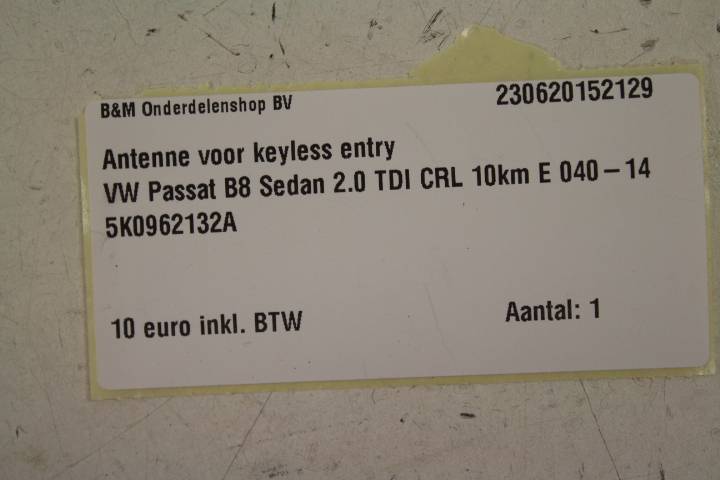 B&M Onderdelenshop BV 230620152129
Antenne voor keyless entry
VW Passat B8 Sedan 2.0 TDI CRL 10km E 040-14
5K0962132A
10 euro inkl. BTW Aantal: 1